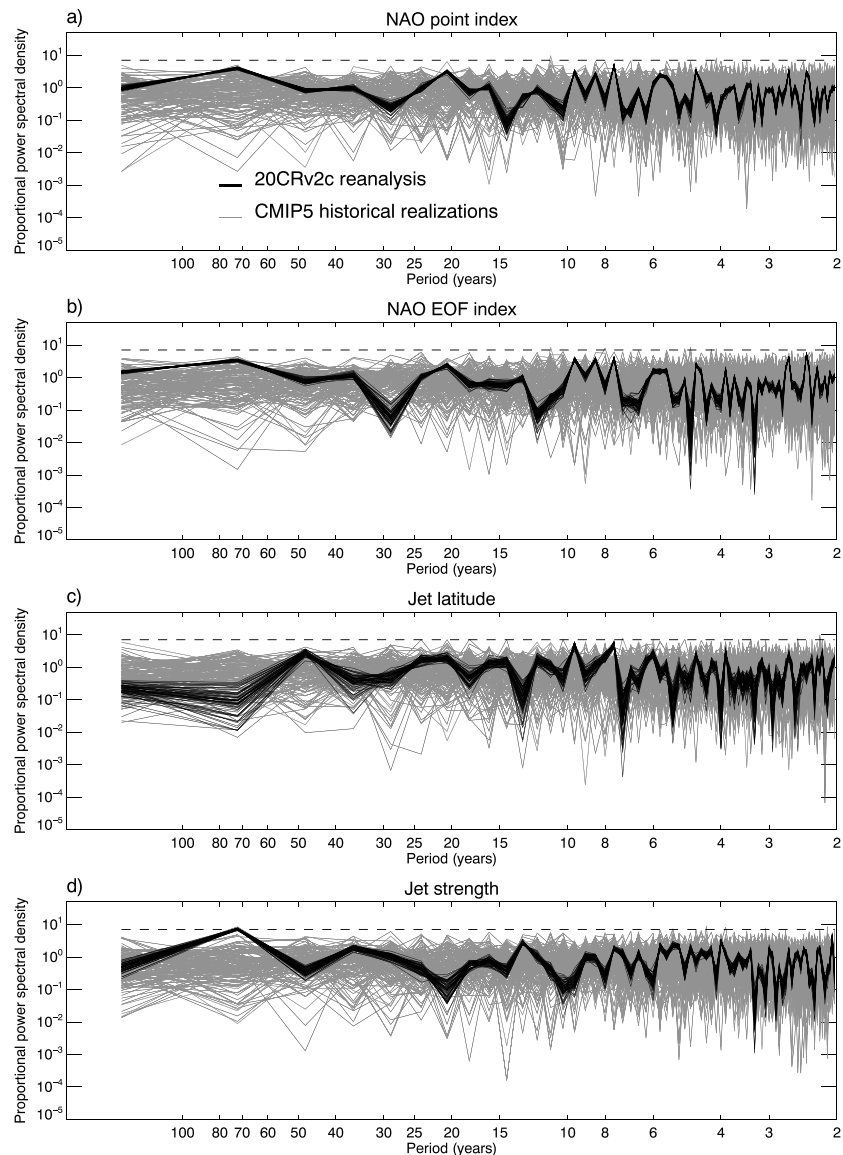 a) NAO point index
Proportional power spectral density
10¹
10⁰
10⁻¹
10⁻²
10⁻³
10⁻⁴
10⁻⁵
20CRv2c reanalysis
CMIP5 historical realizations
100 80 70 60 50 40 30 25 20 15 10 8 6 4 3 2
Period (years)
b) NAO EOF index
Proportional power spectral density
10¹
10⁰
10⁻¹
10⁻²
10⁻³
10⁻⁴
10⁻⁵
100 80 70 60 50 40 30 25 20 15 10 8 6 4 3 2
Period (years)
c) Jet latitude
Proportional power spectral density
10¹
10⁰
10⁻¹
10⁻²
10⁻³
10⁻⁴
10⁻⁵
100 80 70 60 50 40 30 25 20 15 10 8 6 4 3 2
Period (years)
d) Jet strength
Proportional power spectral density
10¹
10⁰
10⁻¹
10⁻²
10⁻³
10⁻⁴
10⁻⁵
100 80 70 60 50 40 30 25 20 15 10 8 6 4 3 2
Period (years)